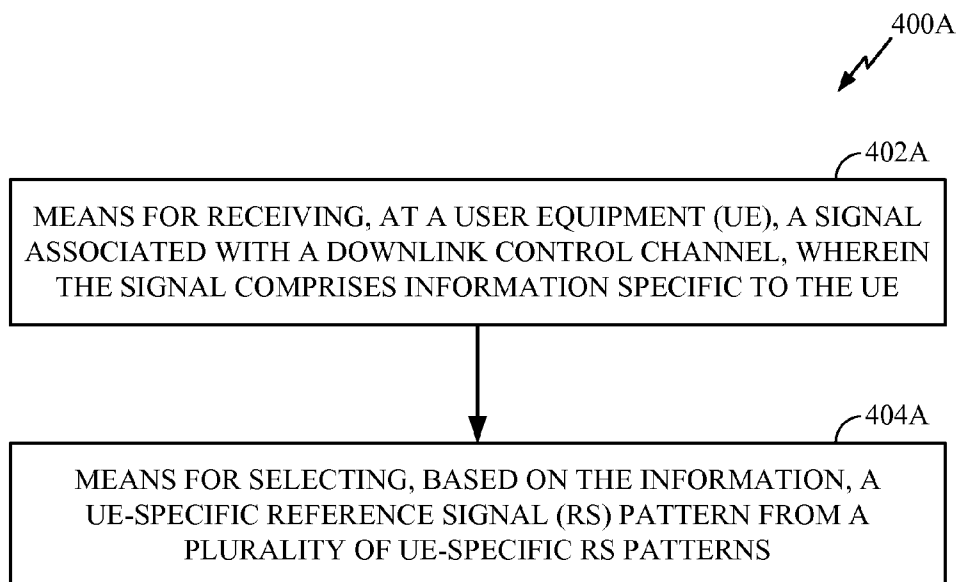 400A
402A
MEANS FOR RECEIVING, AT A USER EQUIPMENT (UE), A SIGNAL
ASSOCIATED WITH A DOWNLINK CONTROL CHANNEL, WHEREIN
THE SIGNAL COMPRISES INFORMATION SPECIFIC TO THE UE
404A
MEANS FOR SELECTING, BASED ON THE INFORMATION, A
UE-SPECIFIC REFERENCE SIGNAL (RS) PATTERN FROM A
PLURALITY OF UE-SPECIFIC RS PATTERNS